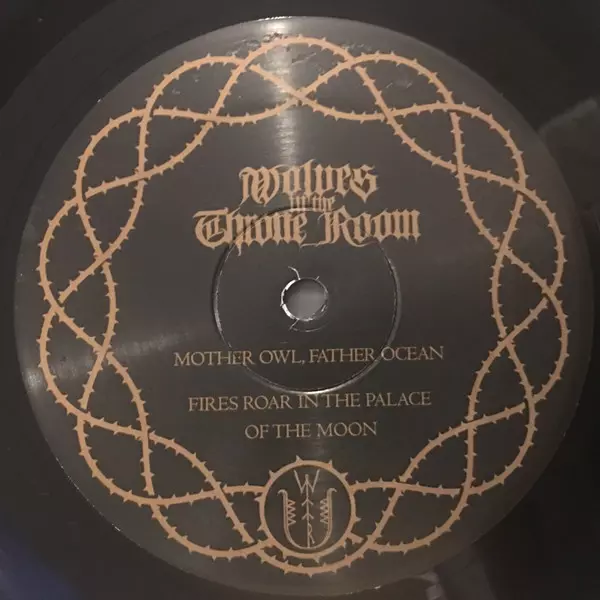 Wolves
in the
Throne Room
MOTHER OWL, FATHER OCEAN
FIRES ROAR IN THE PALACE
OF THE MOON
W
I T T
R